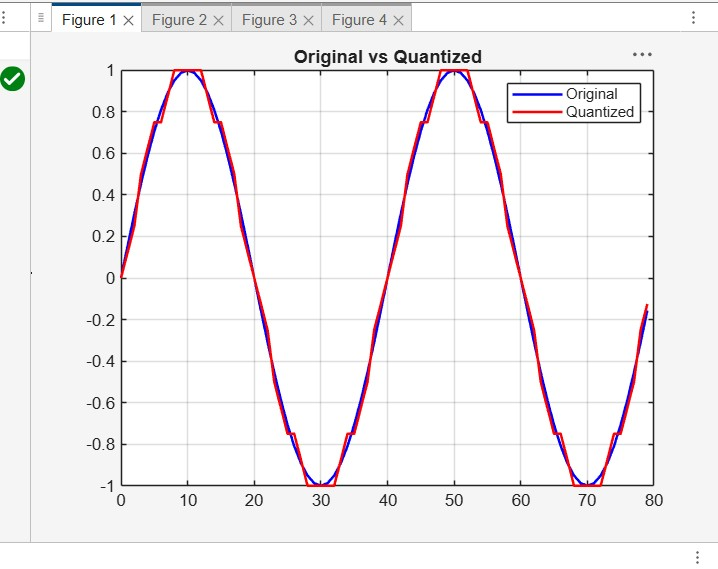 Figure 1 × Figure 2 × Figure 3 × Figure 4 ×
Original vs Quantized
Original
Quantized
1
0.8
0.6
0.4
0.2
0
-0.2
-0.4
-0.6
-0.8
-1
0 10 20 30 40 50 60 70 80